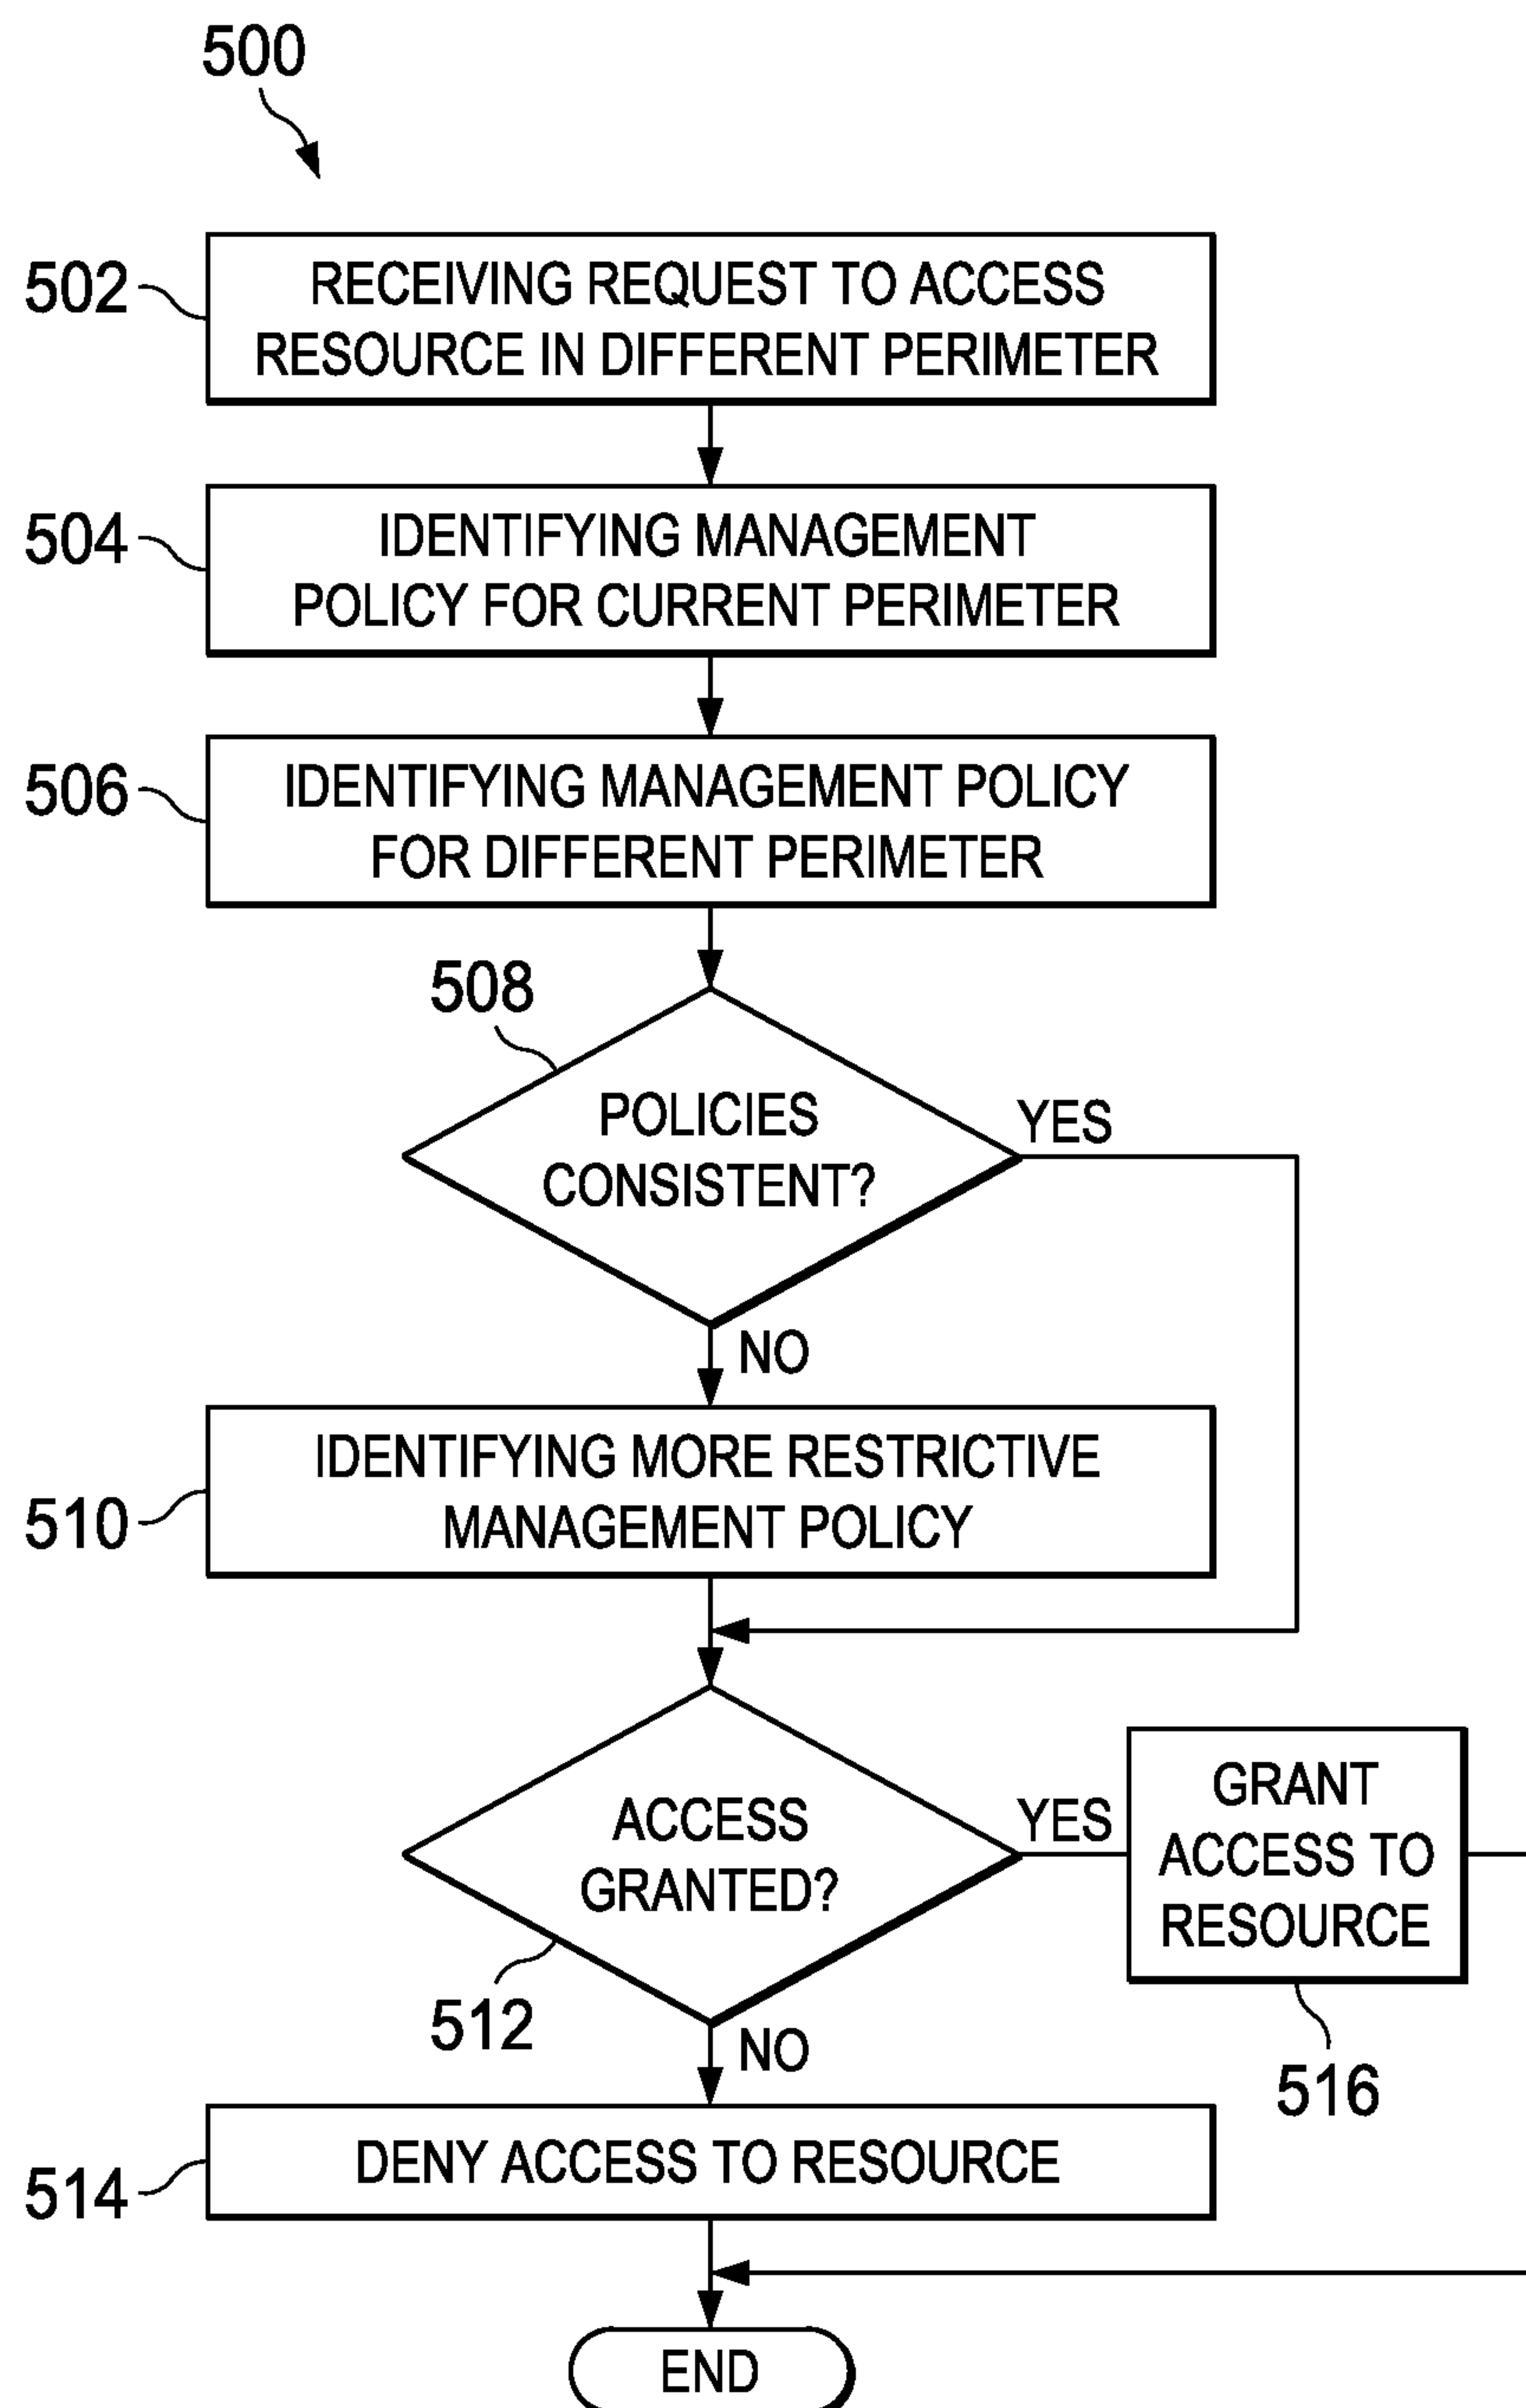 500
502
RECEIVING REQUEST TO ACCESS
RESOURCE IN DIFFERENT PERIMETER
504
IDENTIFYING MANAGEMENT
POLICY FOR CURRENT PERIMETER
506
IDENTIFYING MANAGEMENT POLICY
FOR DIFFERENT PERIMETER
508
POLICIES
CONSISTENT?
YES
NO
510
IDENTIFYING MORE RESTRICTIVE
MANAGEMENT POLICY
ACCESS
GRANTED?
YES
GRANT
ACCESS TO
RESOURCE
512
NO
516
514
DENY ACCESS TO RESOURCE
END